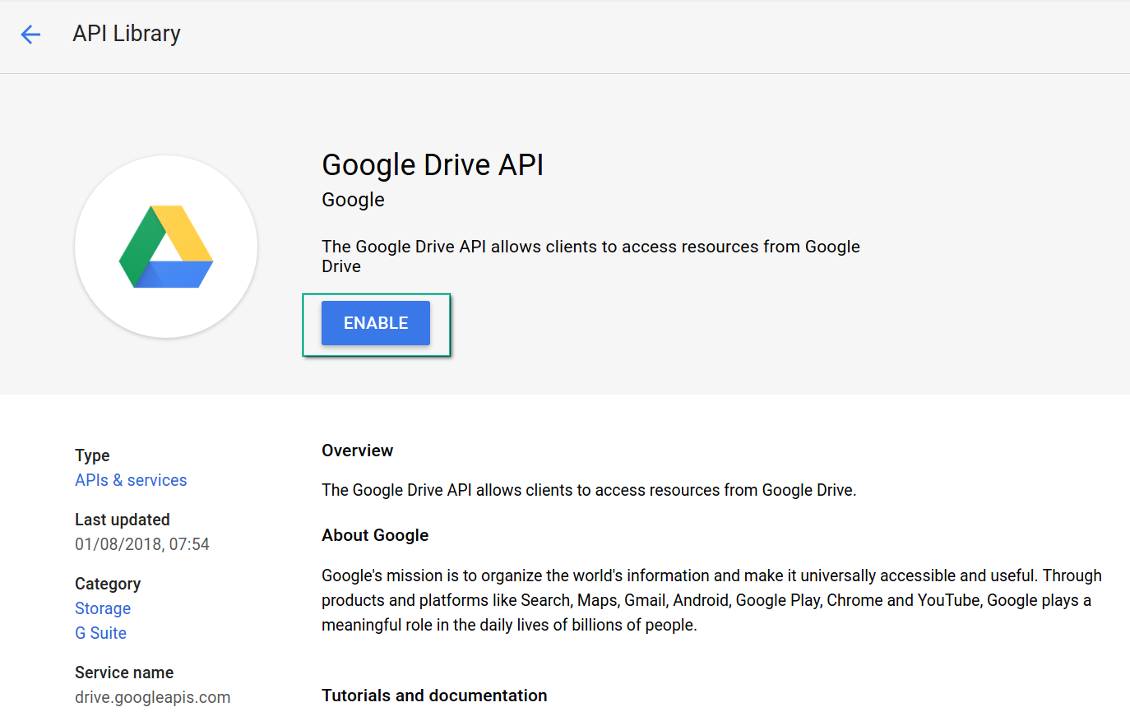 API Library
Google Drive API
Google
The Google Drive API allows clients to access resources from Google
Drive
ENABLE
Type
APIs & services
Last updated
01/08/2018, 07:54
Category
Storage
G Suite
Service name
drive.googleapis.com
Overview
The Google Drive API allows clients to access resources from Google Drive.
About Google
Google's mission is to organize the world's information and make it universally accessible and useful. Through
products and platforms like Search, Maps, Gmail, Android, Google Play, Chrome and YouTube, Google plays a
meaningful role in the daily lives of billions of people.
Tutorials and documentation